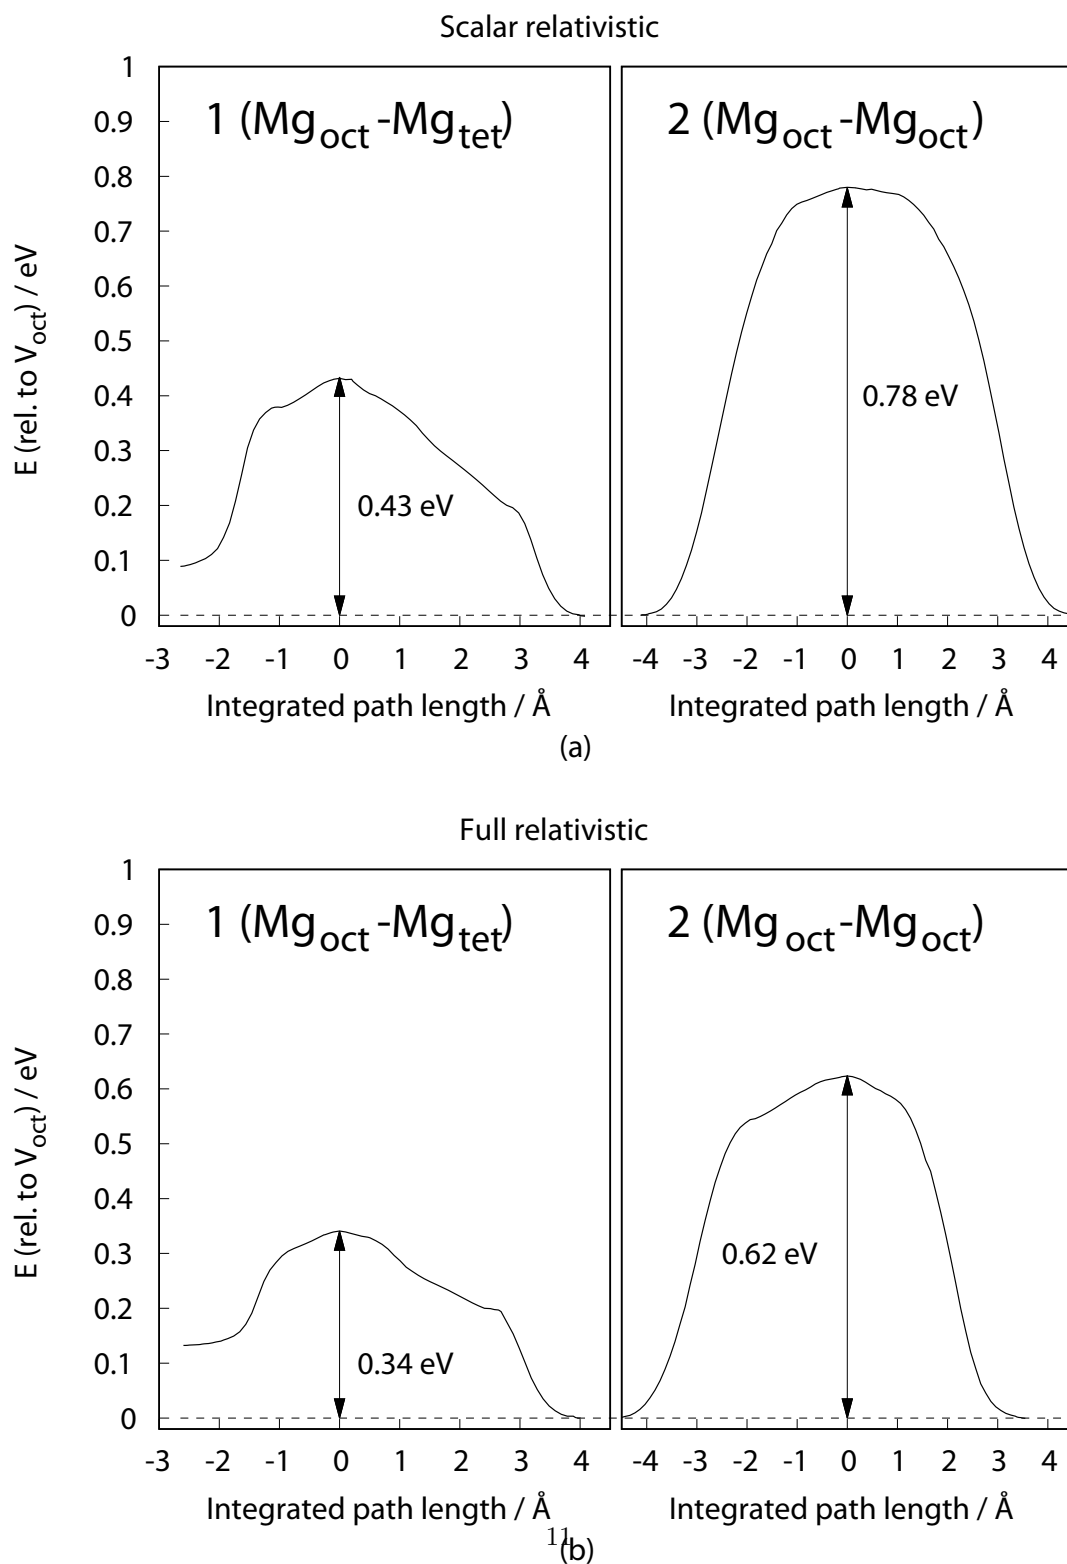 Scalar relativistic
1 (Mg_oct-Mg_tet)
2 (Mg_oct-Mg_oct)
E (rel. to V_oct) / eV
1
0.9
0.8
0.7
0.6
0.5
0.4
0.3
0.2
0.1
0
0.43 eV
0.78 eV
-3 -2 -1 0 1 2 3 4
-4 -3 -2 -1 0 1 2 3 4
Integrated path length / Å
Integrated path length / Å
(a)
Full relativistic
1 (Mg_oct-Mg_tet)
2 (Mg_oct-Mg_oct)
E (rel. to V_oct) / eV
1
0.9
0.8
0.7
0.6
0.5
0.4
0.3
0.2
0.1
0
0.34 eV
0.62 eV
-3 -2 -1 0 1 2 3 4
-4 -3 -2 -1 0 1 2 3 4
Integrated path length / Å
Integrated path length / Å
11
(b)